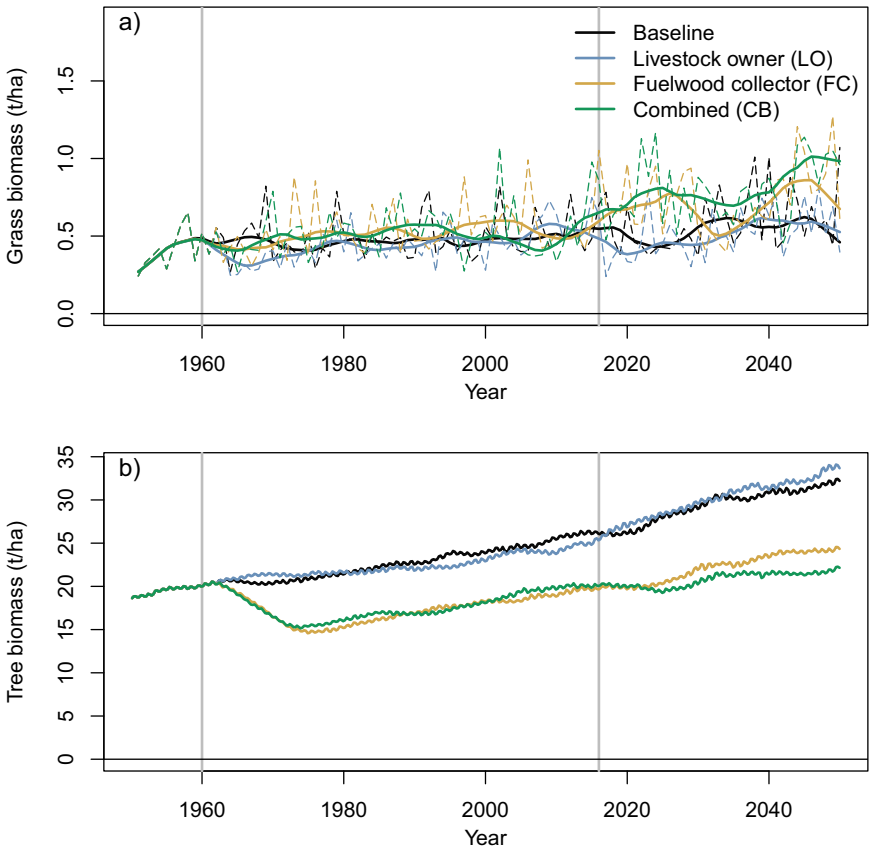 a)
Baseline
Livestock owner (LO)
Fuelwood collector (FC)
Combined (CB)
Grass biomass (t/ha)
1.5
1.0
0.5
0.0
1960 1980 2000 2020 2040
Year
b)
Tree biomass (t/ha)
35
30
25
20
15
10
5
0
1960 1980 2000 2020 2040
Year